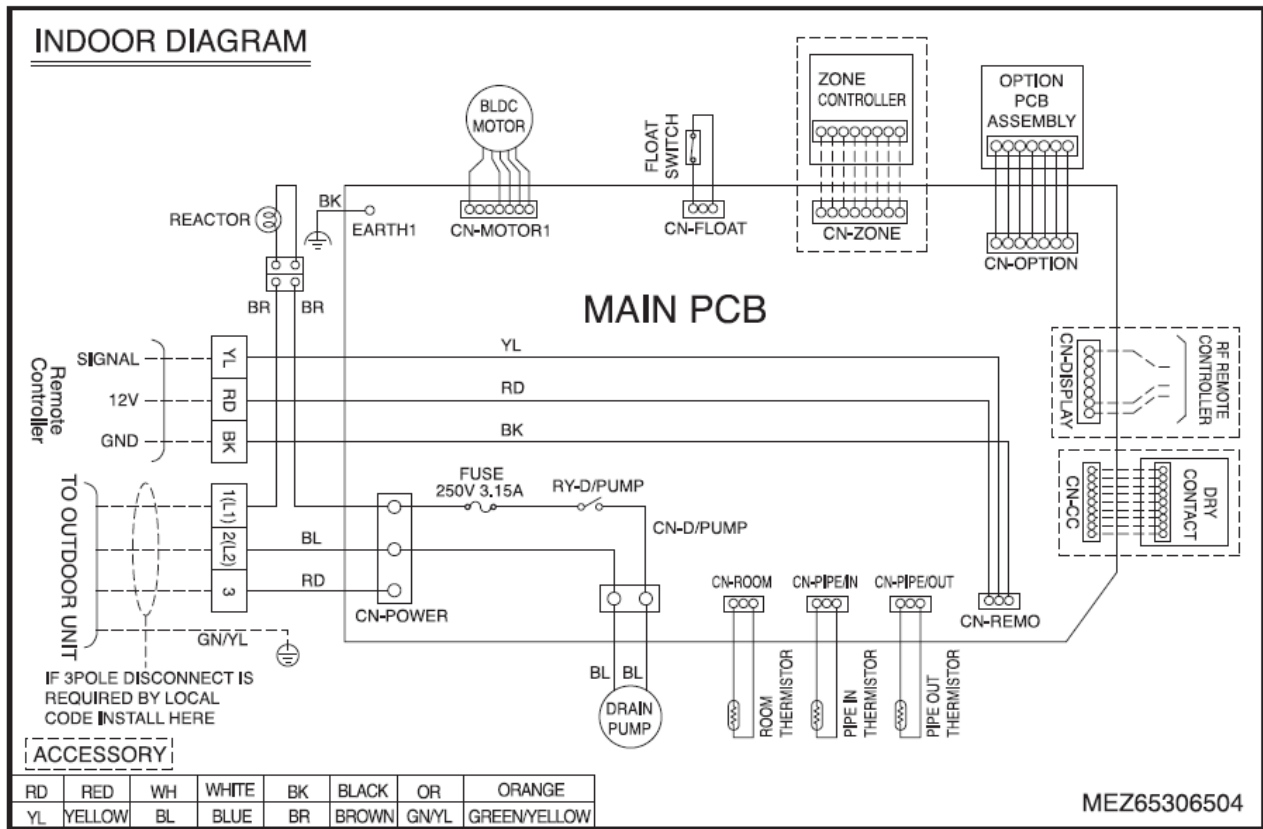 INDOOR DIAGRAM
BLDC
MOTOR
FLOAT
SWITCH
ZONE
CONTROLLER
OPTION
PCB
ASSEMBLY
REACTOR
BK
EARTH1
CN-MOTOR1
CN-FLOAT
CN-ZONE
CN-OPTION
BR
BR
MAIN PCB
Remote
Controller
SIGNAL
YL
YL
12V
RD
RD
GND
BK
BK
CN-DISPLAY
RF REMOTE
CONTROLLER
CN-CC
DRY
CONTACT
TO OUTDOOR UNIT
1(L1)
2(L2)
3
BL
RD
GN/YL
CN-POWER
FUSE
250V 3.15A
RY-D/PUMP
CN-D/PUMP
CN-ROOM
CN-PIPE/IN
CN-PIPE/OUT
CN-REMO
BL
BL
DRAIN
PUMP
ROOM
THERMISTOR
PIPE IN
THERMISTOR
PIPE OUT
THERMISTOR
IF 3POLE DISCONNECT IS
REQUIRED BY LOCAL
CODE INSTALL HERE
ACCESSORY
RD RED WH WHITE BK BLACK OR ORANGE
YL YELLOW BL BLUE BR BROWN GN/YL GREEN/YELLOW
MEZ65306504